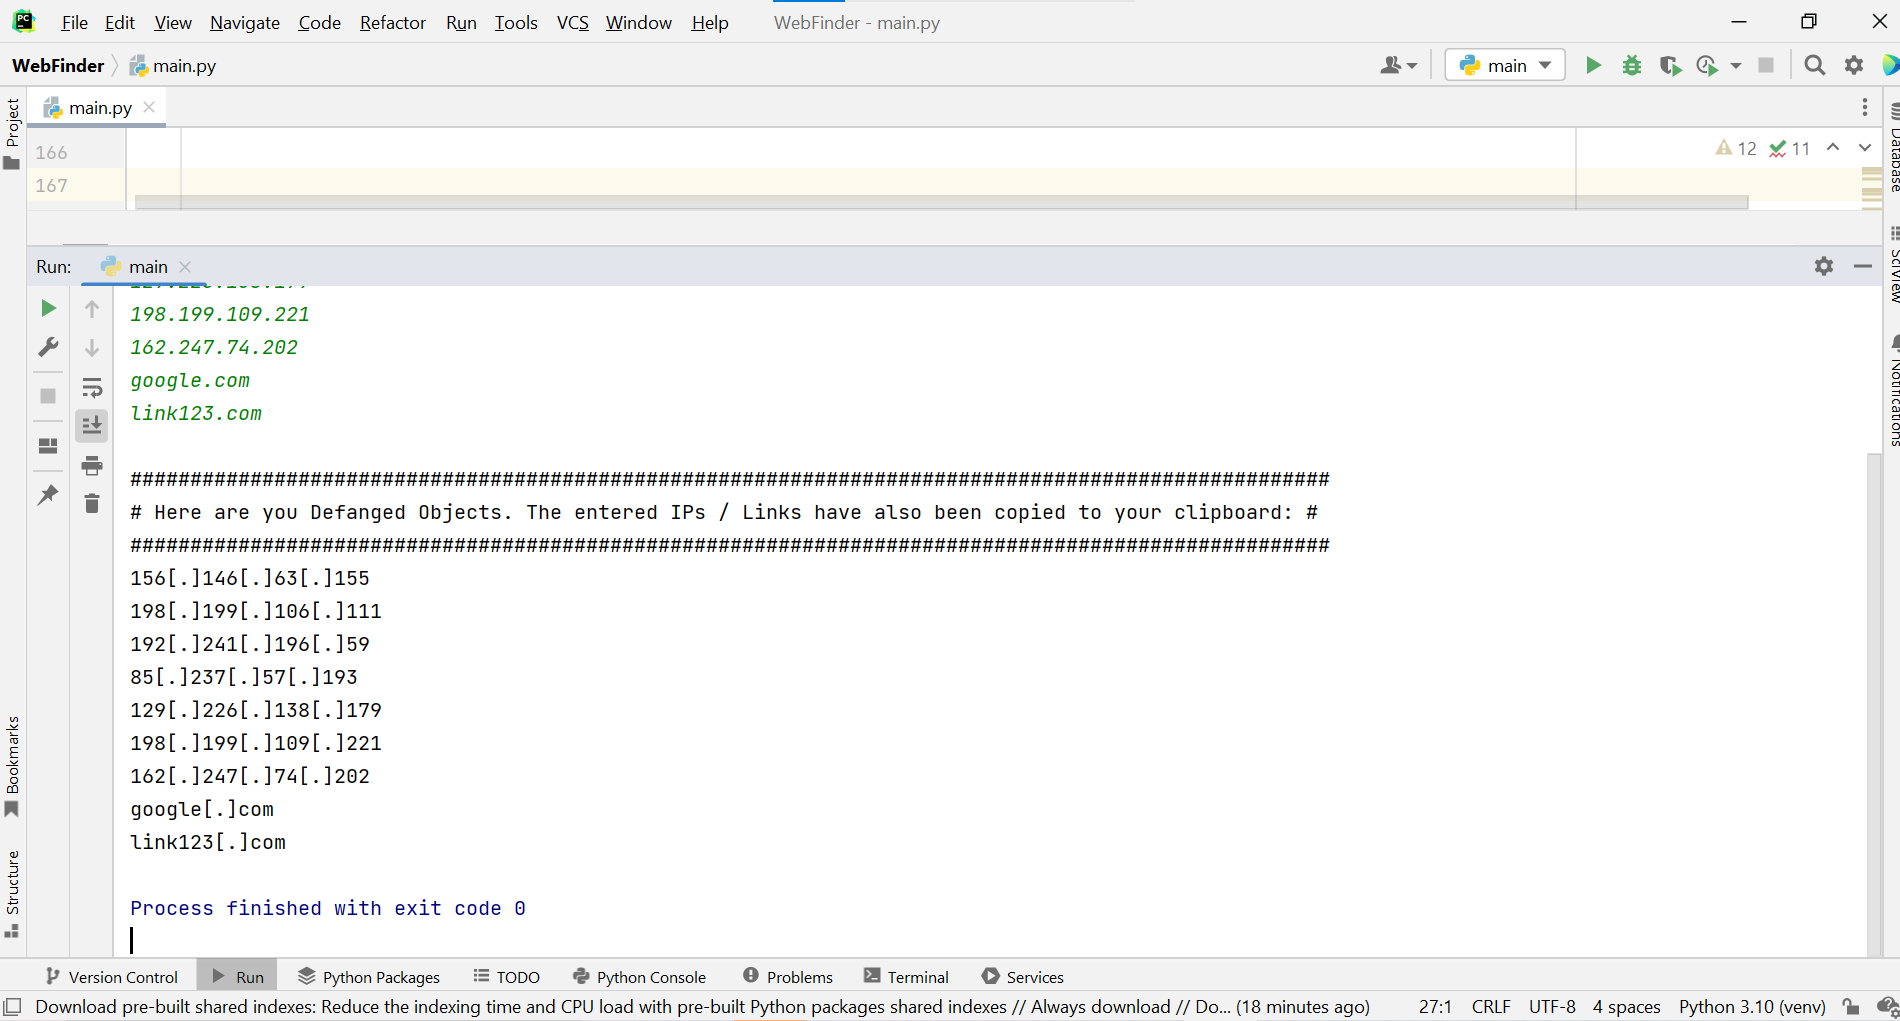 File Edit View Navigate Code Refactor Run Tools VCS Window Help WebFinder - main.py
WebFinder main.py main
Project
main.py
Database
166
12 11
167
SciView
Run: main
198.199.109.221
162.247.74.202
Notifications
google.com
link123.com
####################################################################################################
# Here are you Defanged Objects. The entered IPs / Links have also been copied to your clipboard: #
####################################################################################################
156[.]146[.]63[.]155
198[.]199[.]106[.]111
192[.]241[.]196[.]59
85[.]237[.]57[.]193
129[.]226[.]138[.]179
198[.]199[.]109[.]221
162[.]247[.]74[.]202
google[.]com
link123[.]com
Bookmarks
Structure
Process finished with exit code 0
Version Control Run Python Packages TODO Python Console Problems Terminal Services
Download pre-built shared indexes: Reduce the indexing time and CPU load with pre-built Python packages shared indexes // Always download // Do... (18 minutes ago) 27:1 CRLF UTF-8 4 spaces Python 3.10 (venv)